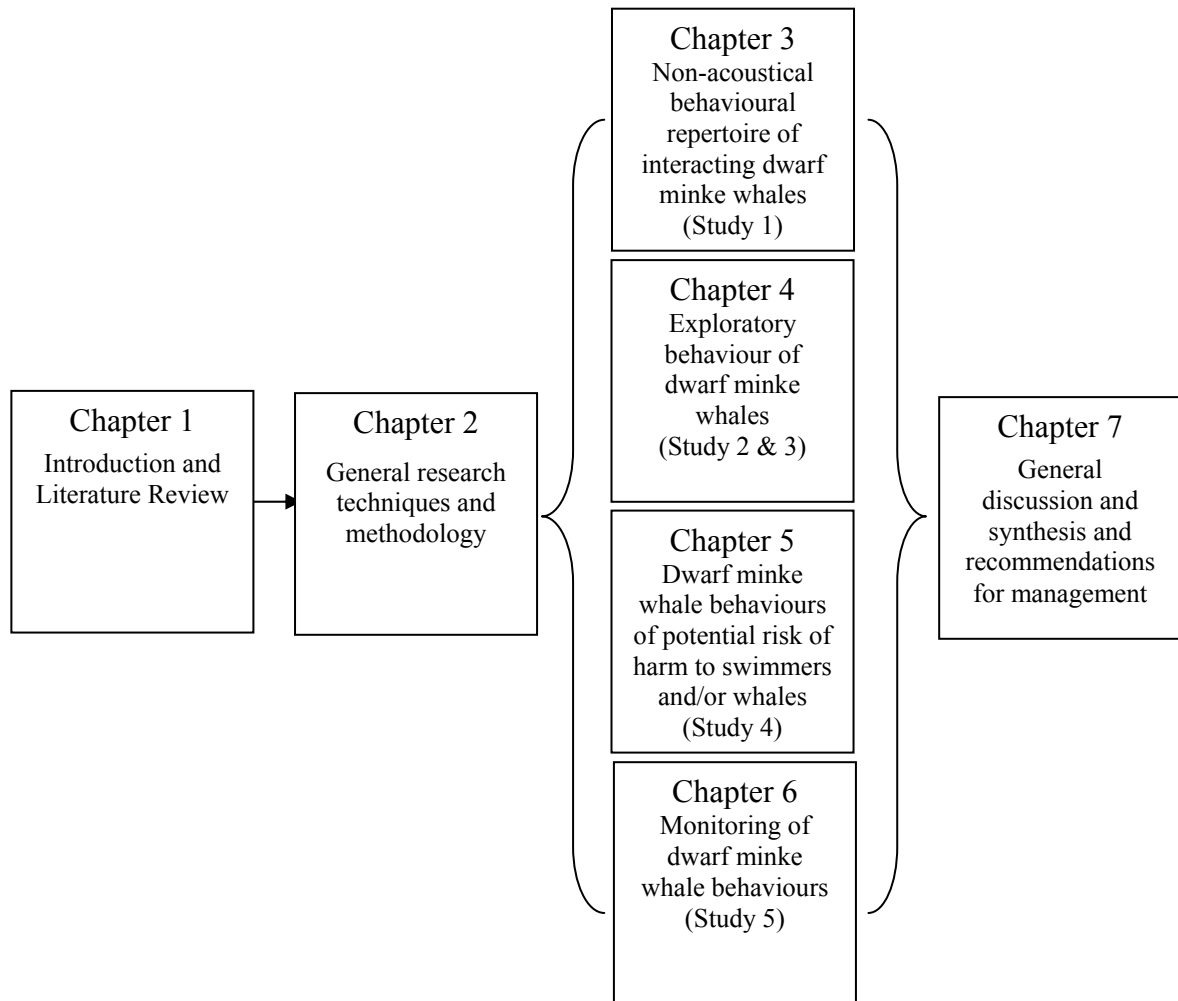 Chapter 1
Introduction and
Literature Review
Chapter 2
General research
techniques and
methodology
Chapter 3
Non-acoustical
behavioural
repertoire of
interacting dwarf
minke whales
(Study 1)
Chapter 4
Exploratory
behaviour of
dwarf minke
whales
(Study 2 & 3)
Chapter 5
Dwarf minke
whale behaviours
of potential risk of
harm to swimmers
and/or whales
(Study 4)
Chapter 6
Monitoring of
dwarf minke
whale behaviours
(Study 5)
Chapter 7
General
discussion and
synthesis and
recommendations
for management